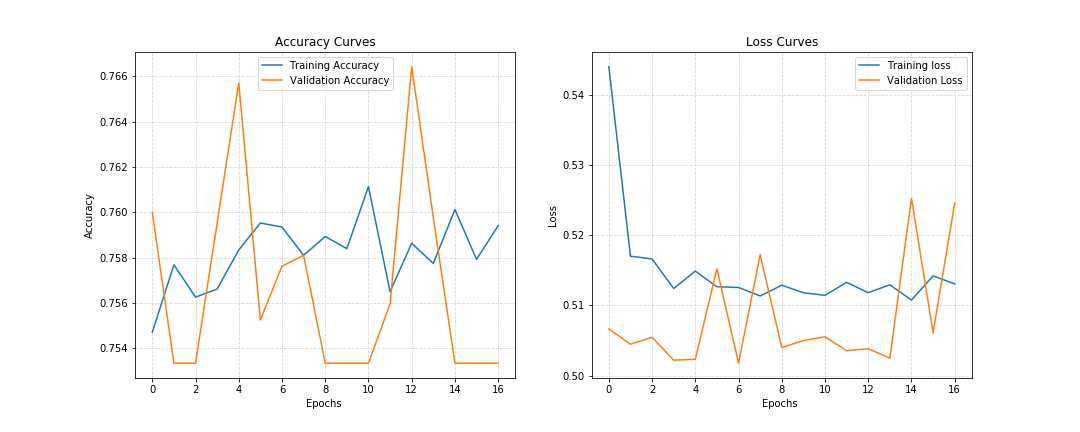 Accuracy Curves
Training Accuracy
Validation Accuracy
0.766
0.764
0.762
0.760
0.758
0.756
0.754
Accuracy
0 2 4 6 8 10 12 14 16
Epochs
Loss Curves
Training loss
Validation Loss
0.54
0.53
0.52
0.51
0.50
Loss
0 2 4 6 8 10 12 14 16
Epochs